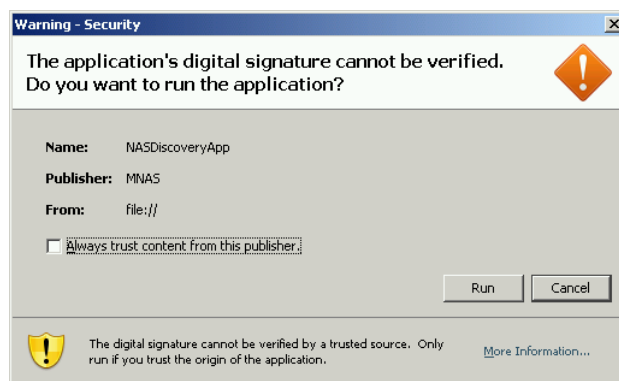 Warning - Security
The application's digital signature cannot be verified.
Do you want to run the application?
Name: NASDiscoveryApp
Publisher: MNAS
From: file://
Always trust content from this publisher.
Run Cancel
The digital signature cannot be verified by a trusted source. Only
run if you trust the origin of the application.
More Information...